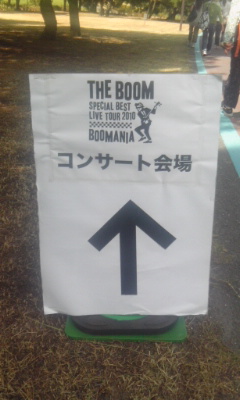 THE BOOM
SPECIAL BEST
LIVE TOUR 2010
BOOMANIA
コンサート会場